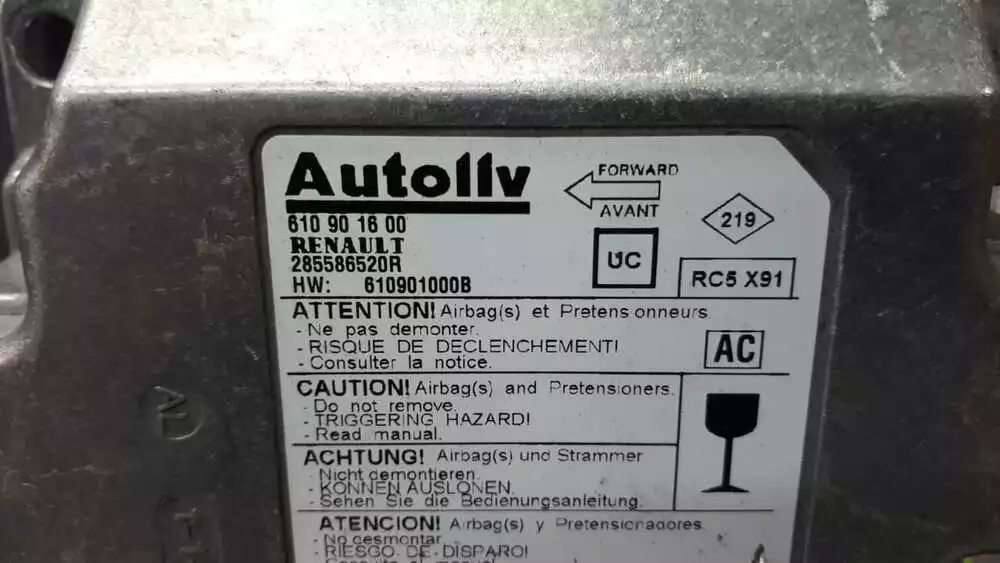 Autoliv
610 90 16 00
RENAULT
285586520R
HW: 610901000B
FORWARD
AVANT
219
UC
RC5 X91
ATTENTION! Airbag(s) et Pretensionneurs
- Ne pas demonter.
- RISQUE DE DECLENCHEMENT!
- Consulter la notice.
AC
CAUTION! Airbag(s) and Pretensioners.
- Do not remove.
- TRIGGERING HAZARD!
- Read manual.
ACHTUNG! Airbag(s) und Strammer
- Nicht demontieren.
- KONNEN AUSLONEN.
- Sehen Sie die Bedienungsanleitung.
ATENCION! Airbag(s) y Pretensionadores.
- No desmontar.
- RIESGO DE DISPARO!